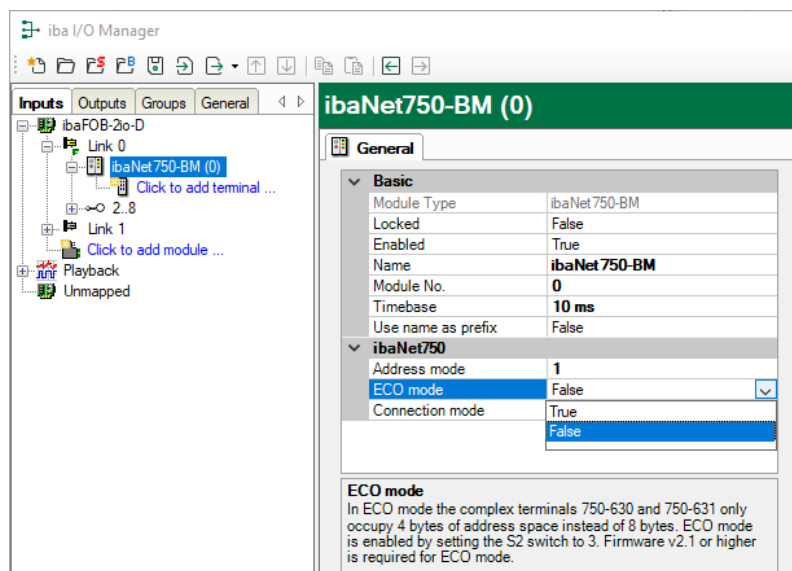 iba I/O Manager
Inputs Outputs Groups General
ibaFOB-2io-D
Link 0
ibaNet750-BM (0)
Click to add terminal ...
2..8
Link 1
Click to add module ...
Playback
Unmapped
ibaNet750-BM (0)
General
Basic
Module Type ibaNet750-BM
Locked False
Enabled True
Name ibaNet750-BM
Module No. 0
Timebase 10 ms
Use name as prefix False
ibaNet750
Address mode 1
ECO mode False
Connection mode
True
False
ECO mode
In ECO mode the complex terminals 750-630 and 750-631 only
occupy 4 bytes of address space instead of 8 bytes. ECO mode
is enabled by setting the S2 switch to 3. Firmware v2.1 or higher
is required for ECO mode.